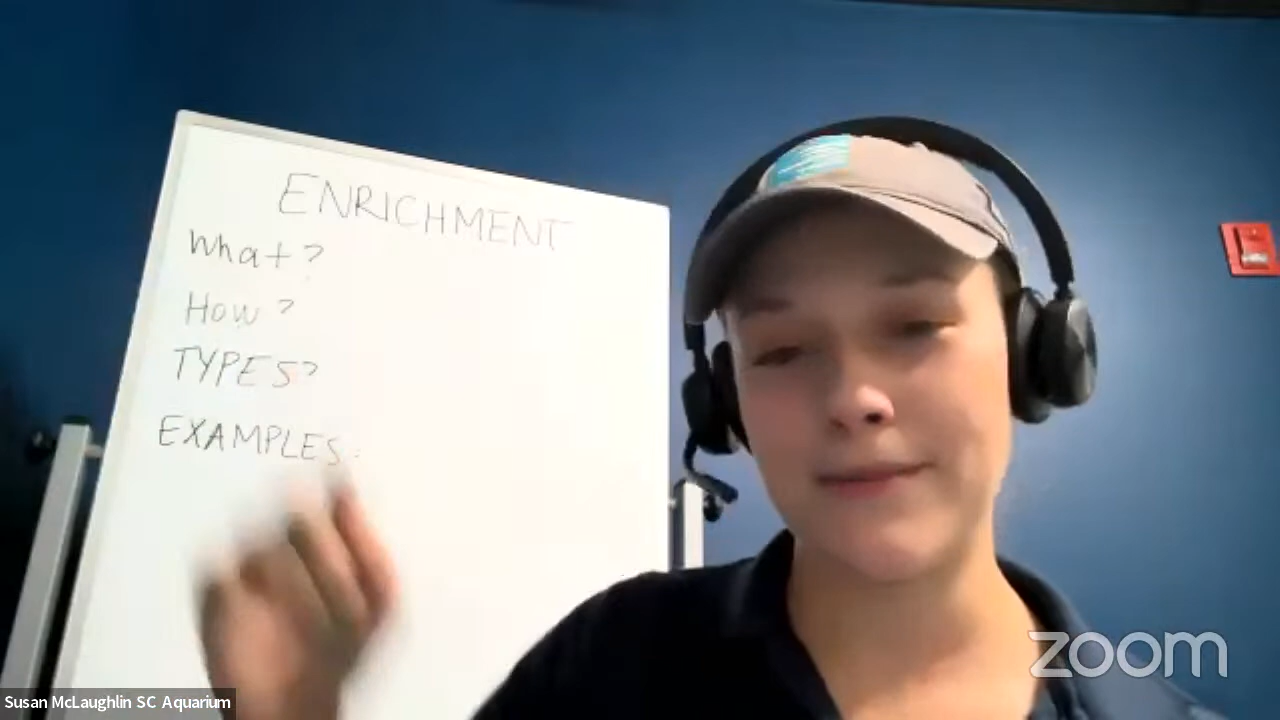 ENRICHMENT
What?
How?
TYPES?
EXAMPLES:
zoom
Susan McLaughlin SC Aquarium